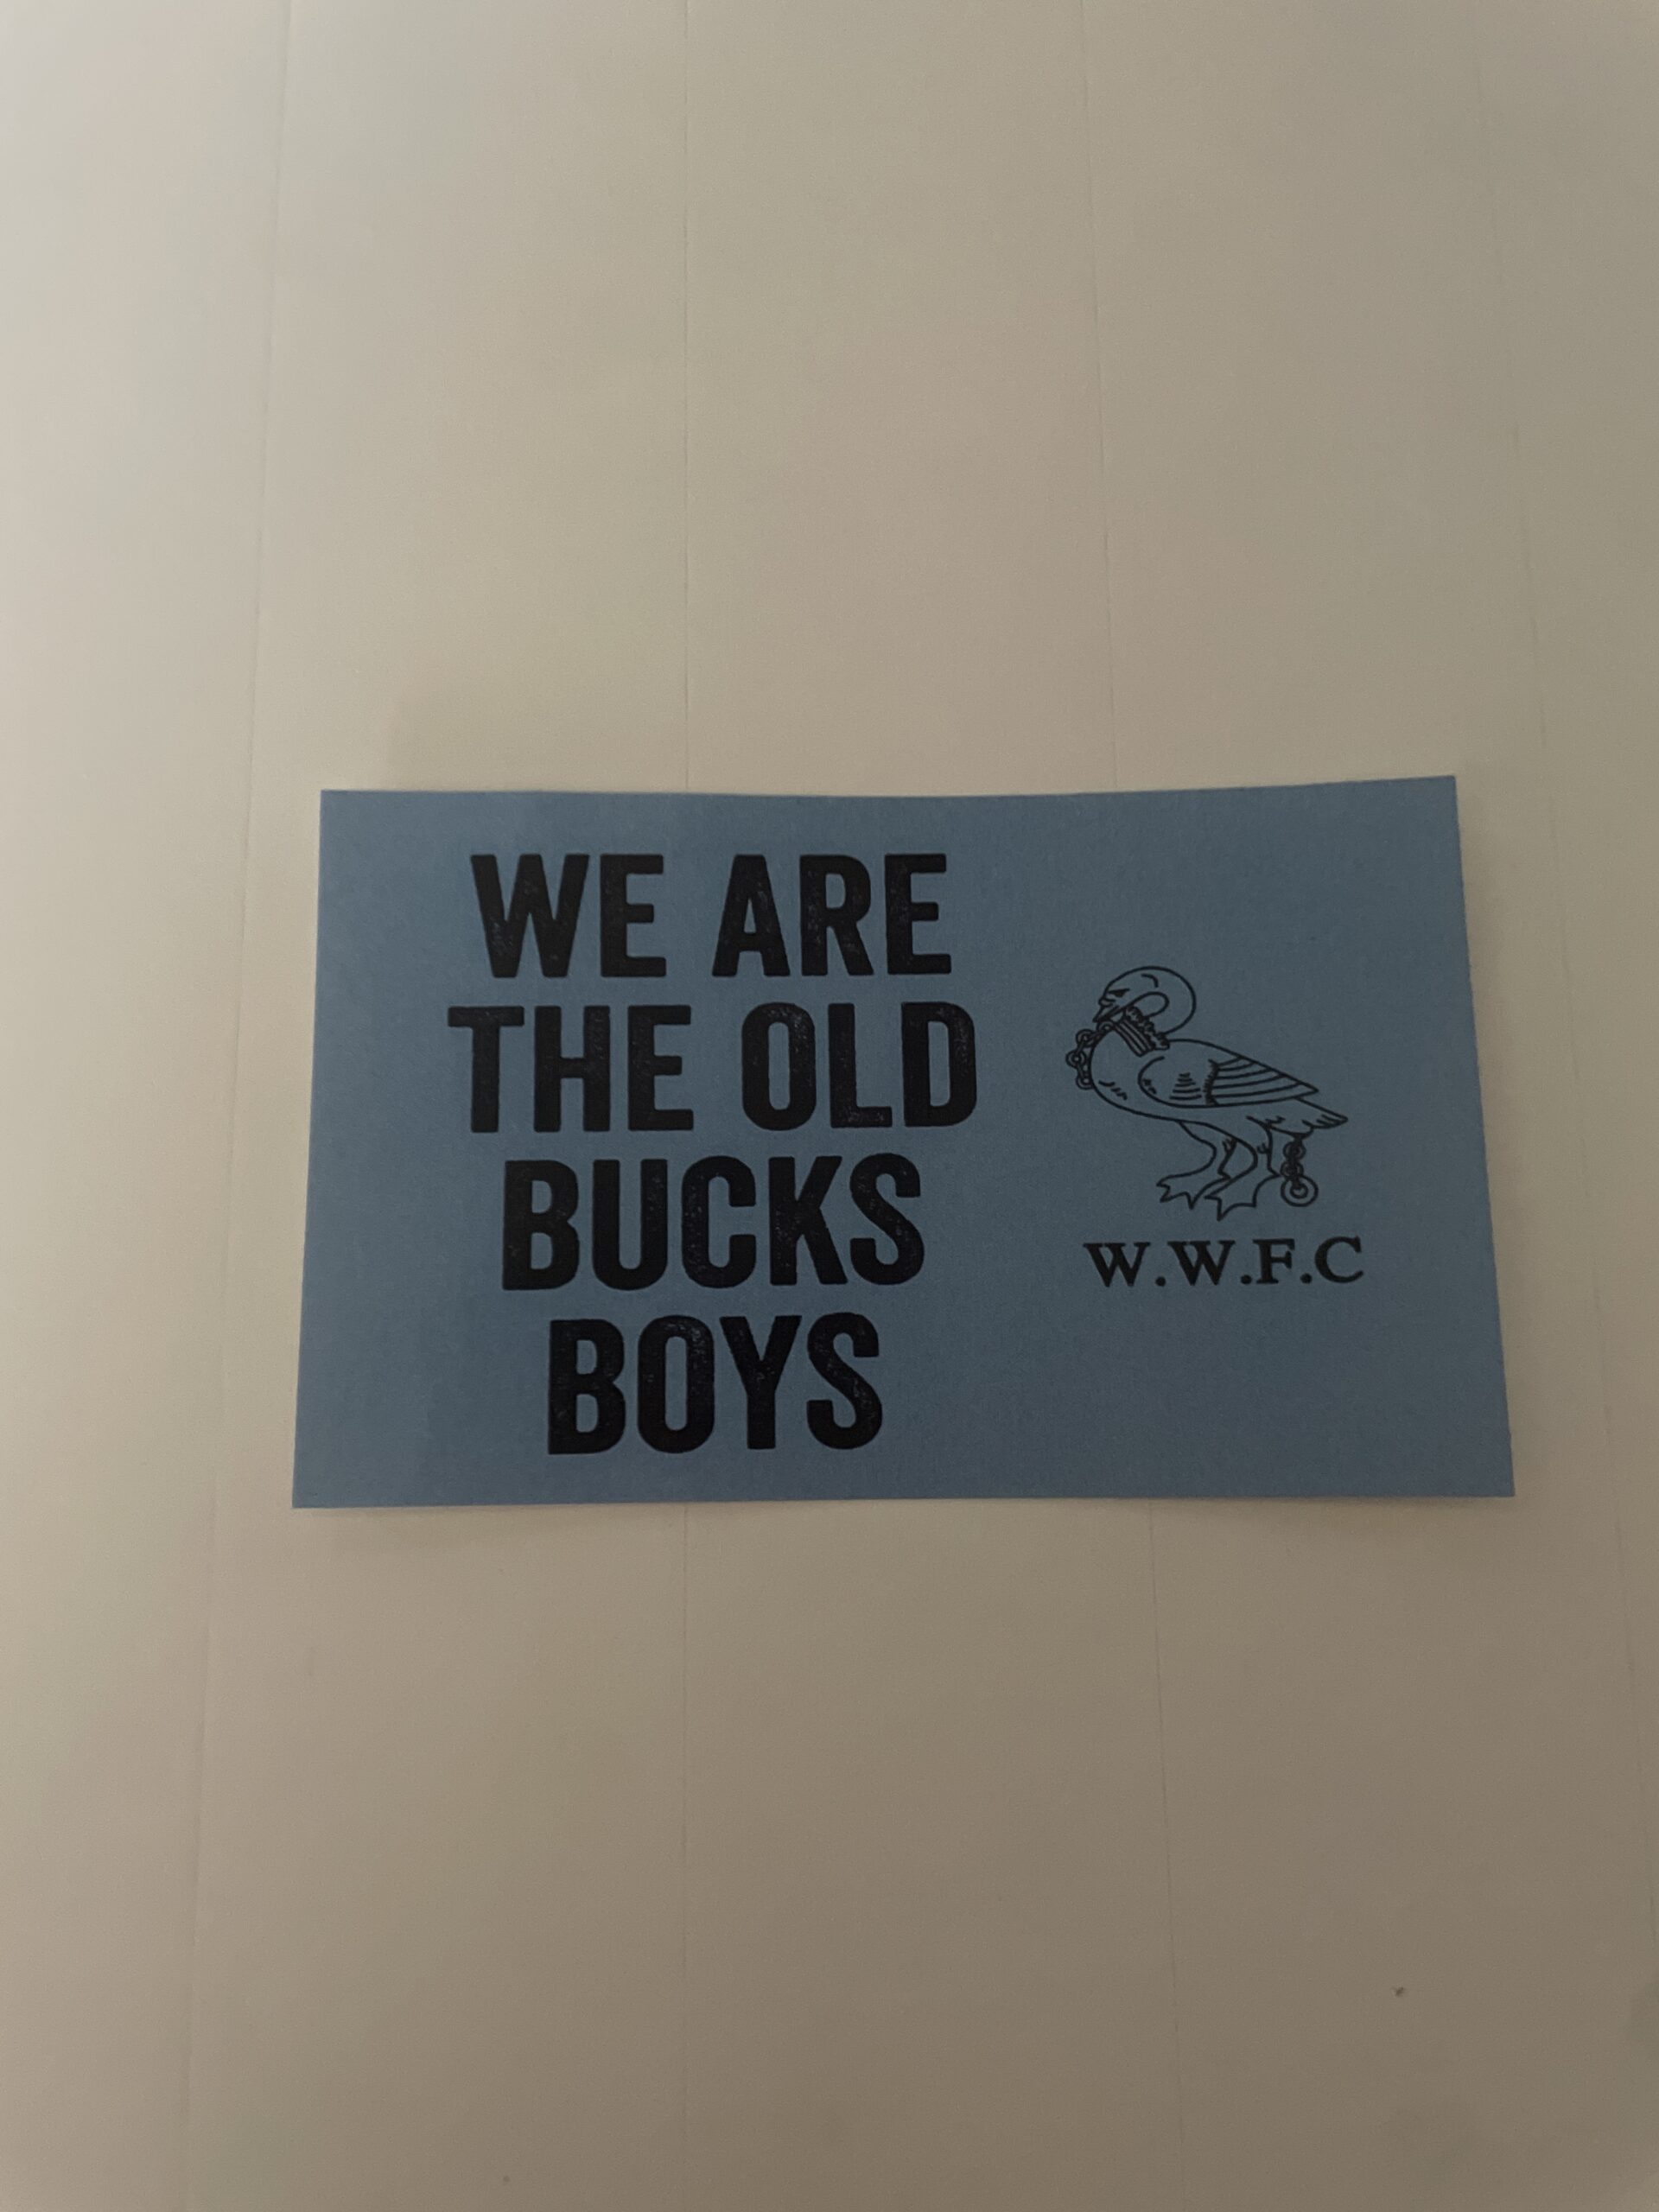 WE ARE
THE OLD
BUCKS
BOYS
W.W.F.C